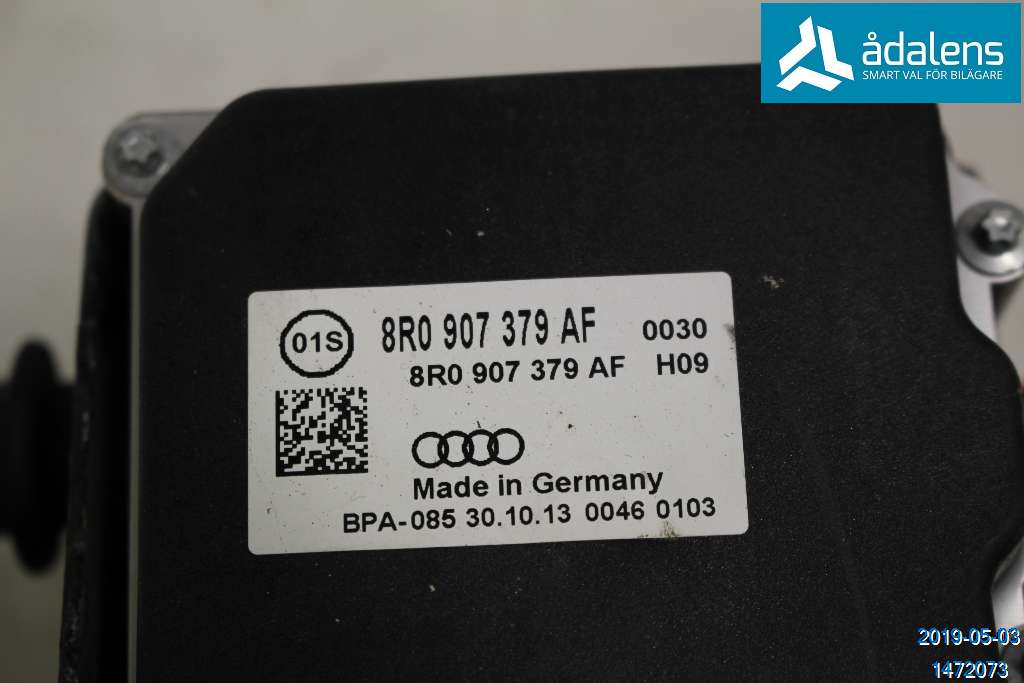 ådalens
SMART VAL FÖR BILÄGARE
01S
8R0 907 379 AF 0030
8R0 907 379 AF H09
Made in Germany
BPA-085 30.10.13 0046 0103
2019-05-03
1472073